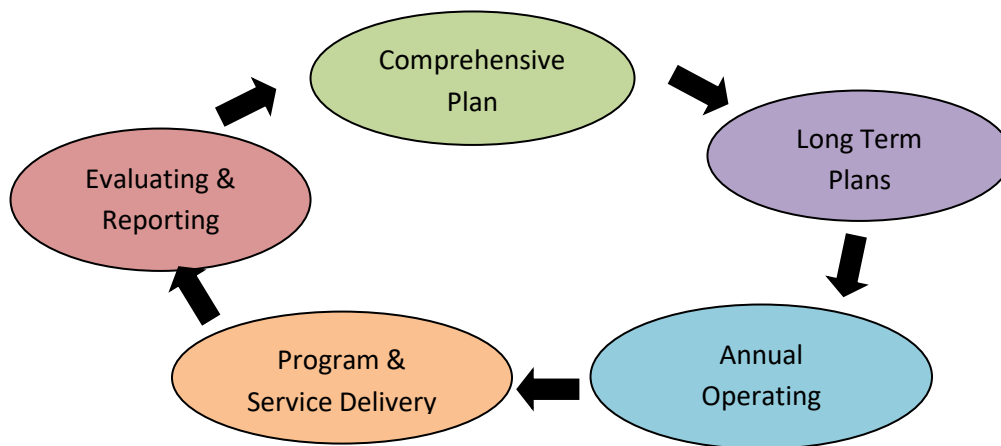 Comprehensive
Plan
Long Term
Plans
Annual
Operating
Program &
Service Delivery
Evaluating &
Reporting